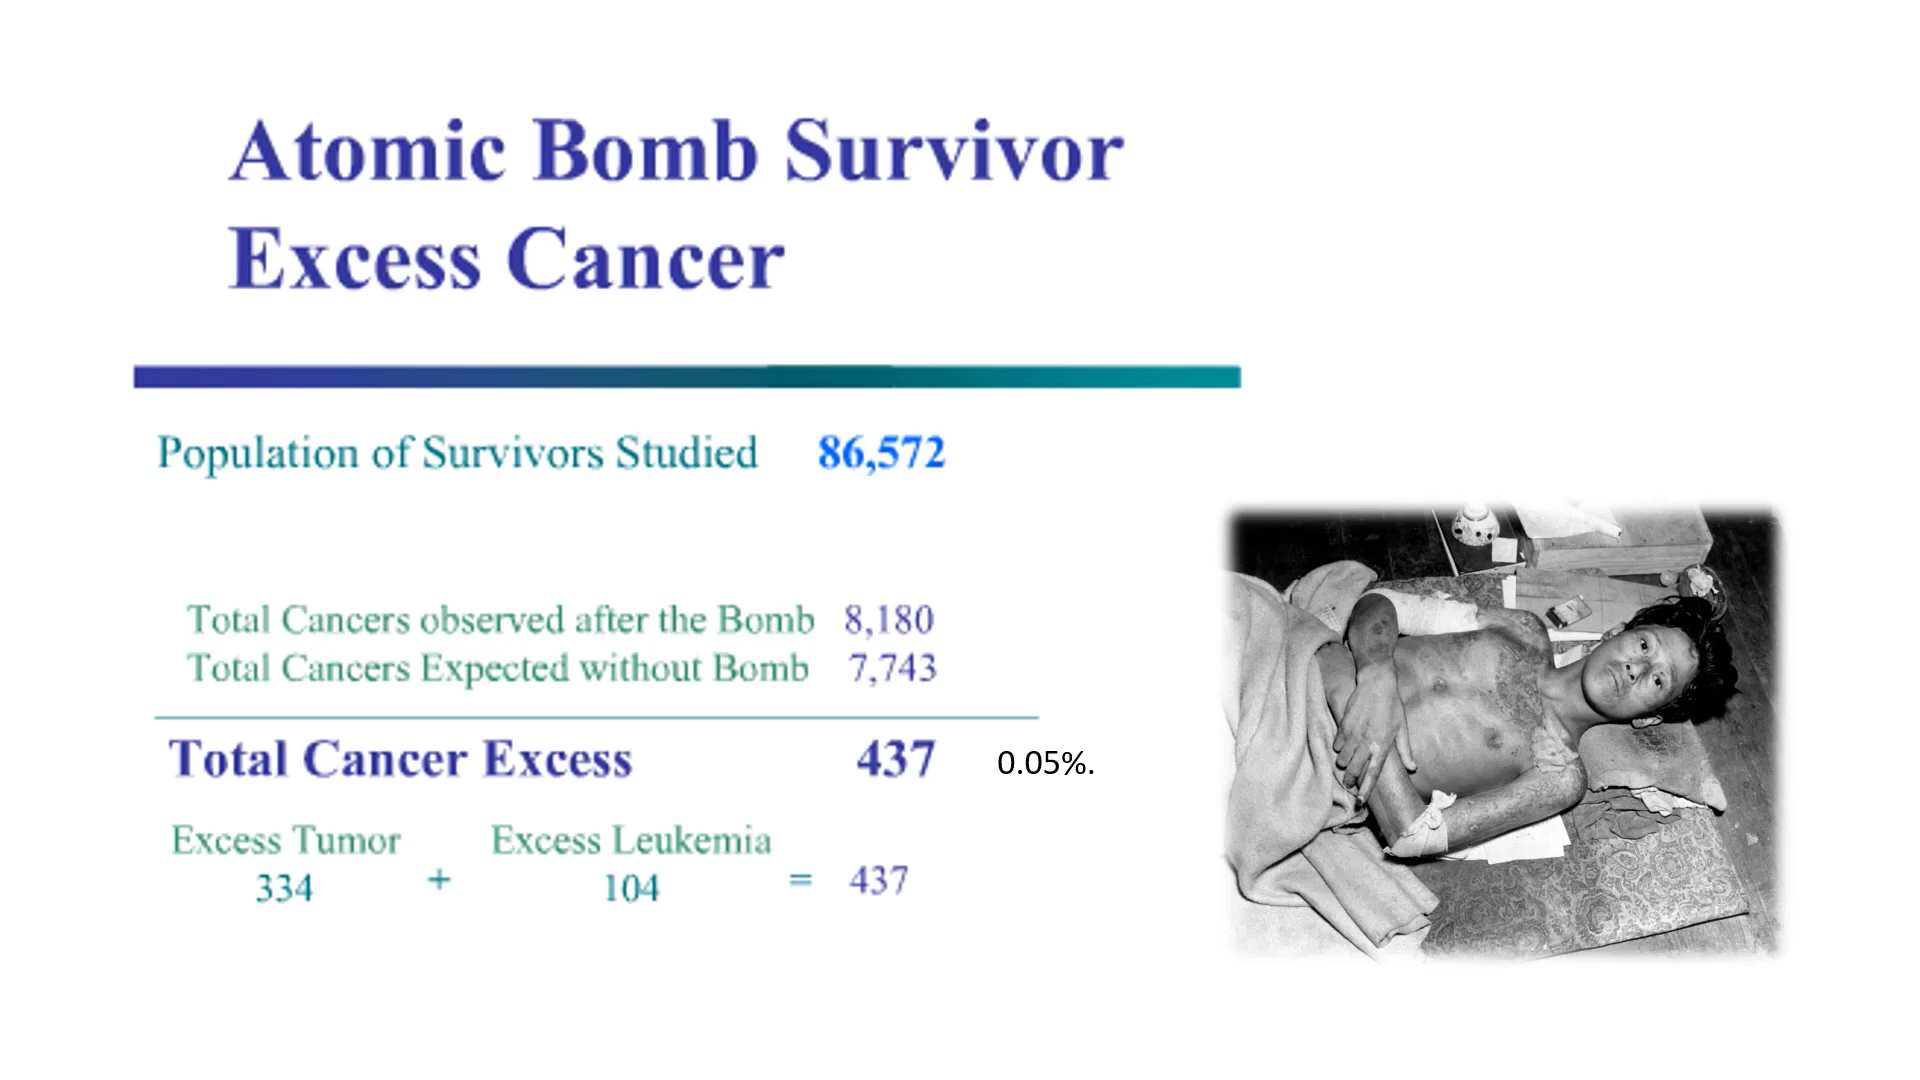 Atomic Bomb Survivor
Excess Cancer
Population of Survivors Studied 86,572
Total Cancers observed after the Bomb 8,180
Total Cancers Expected without Bomb 7,743
Total Cancer Excess 437 0.05%.
Excess Tumor Excess Leukemia
334 + 104 = 437